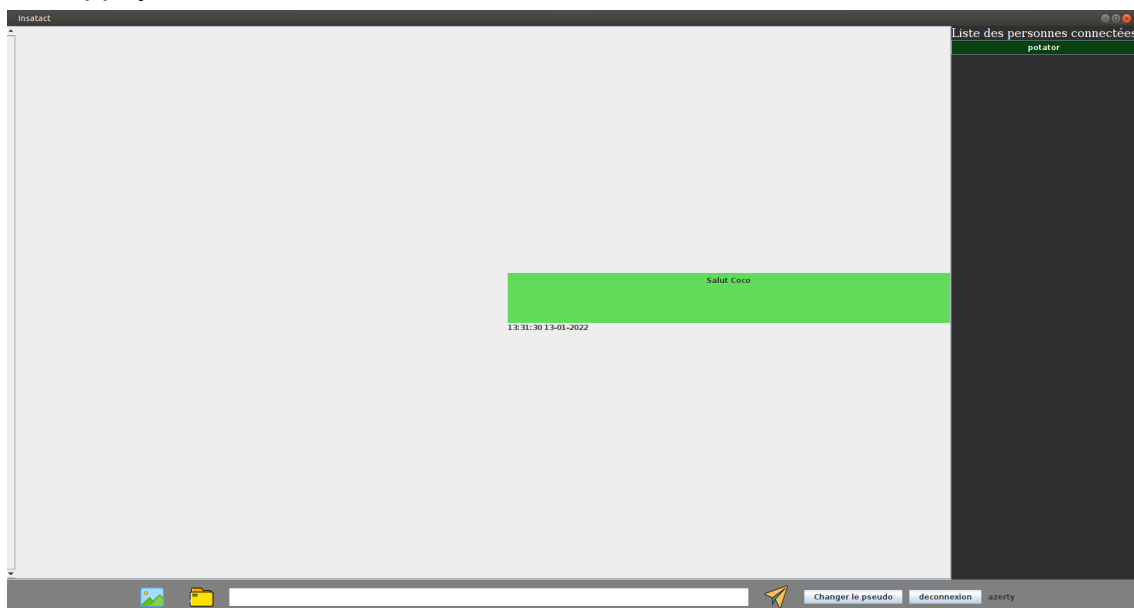 Insatact
Liste des personnes connectées
potator
Salut Coco
13:31:30 13-01-2022
Changer le pseudo
deconnexion
azerty